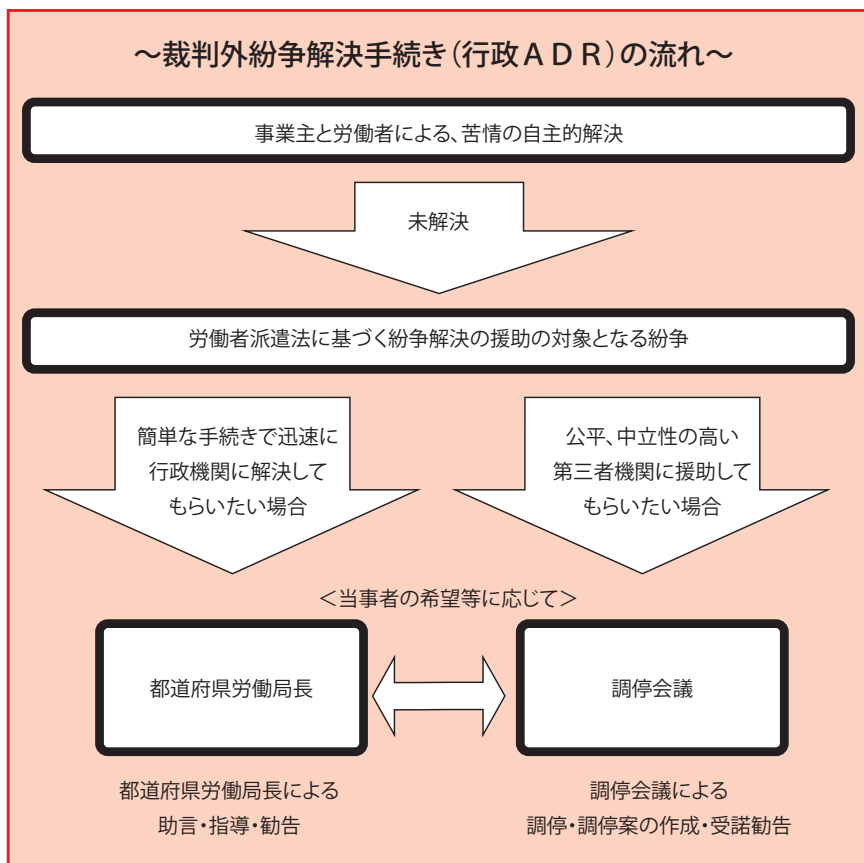 ～裁判外紛争解決手続き（行政ＡＤＲ）の流れ～
事業主と労働者による、苦情の自主的解決
未解決
労働者派遣法に基づく紛争解決の援助の対象となる紛争
簡単な手続きで迅速に
行政機関に解決して
もらいたい場合
公平、中立性の高い
第三者機関に援助して
もらいたい場合
＜当事者の希望等に応じて＞
都道府県労働局長
調停会議
都道府県労働局長による
助言・指導・勧告
調停会議による
調停・調停案の作成・受諾勧告